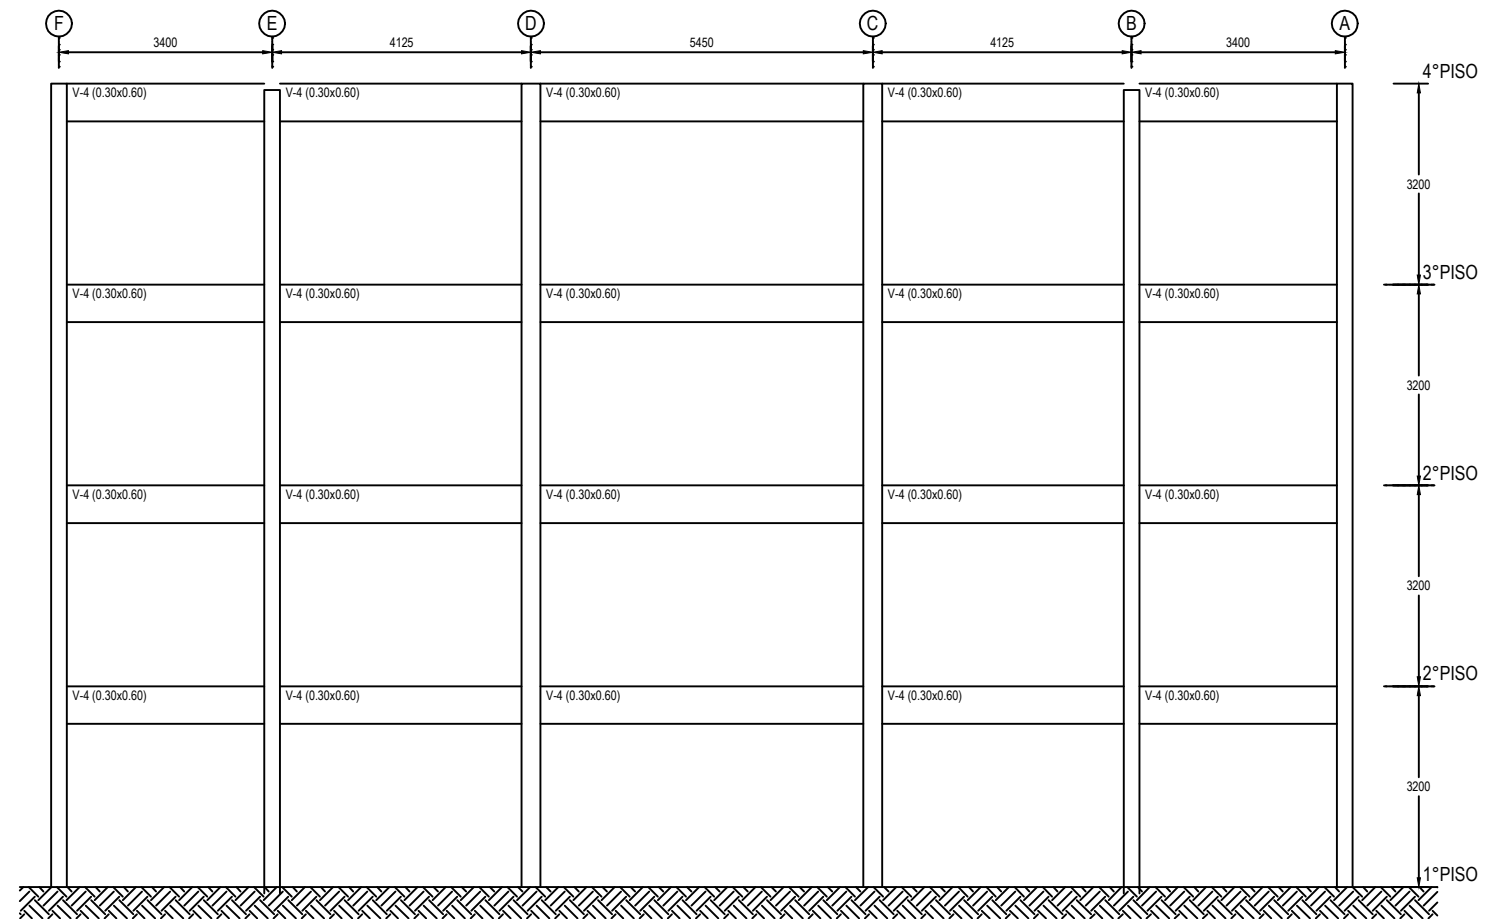 F E D C B A
3400 4125 5450 4125 3400
4°PISO
V-4 (0.30x0.60) V-4 (0.30x0.60) V-4 (0.30x0.60) V-4 (0.30x0.60) V-4 (0.30x0.60)
3200
3°PISO
V-4 (0.30x0.60) V-4 (0.30x0.60) V-4 (0.30x0.60) V-4 (0.30x0.60) V-4 (0.30x0.60)
3200
2°PISO
V-4 (0.30x0.60) V-4 (0.30x0.60) V-4 (0.30x0.60) V-4 (0.30x0.60) V-4 (0.30x0.60)
3200
2°PISO
V-4 (0.30x0.60) V-4 (0.30x0.60) V-4 (0.30x0.60) V-4 (0.30x0.60) V-4 (0.30x0.60)
3200
1°PISO